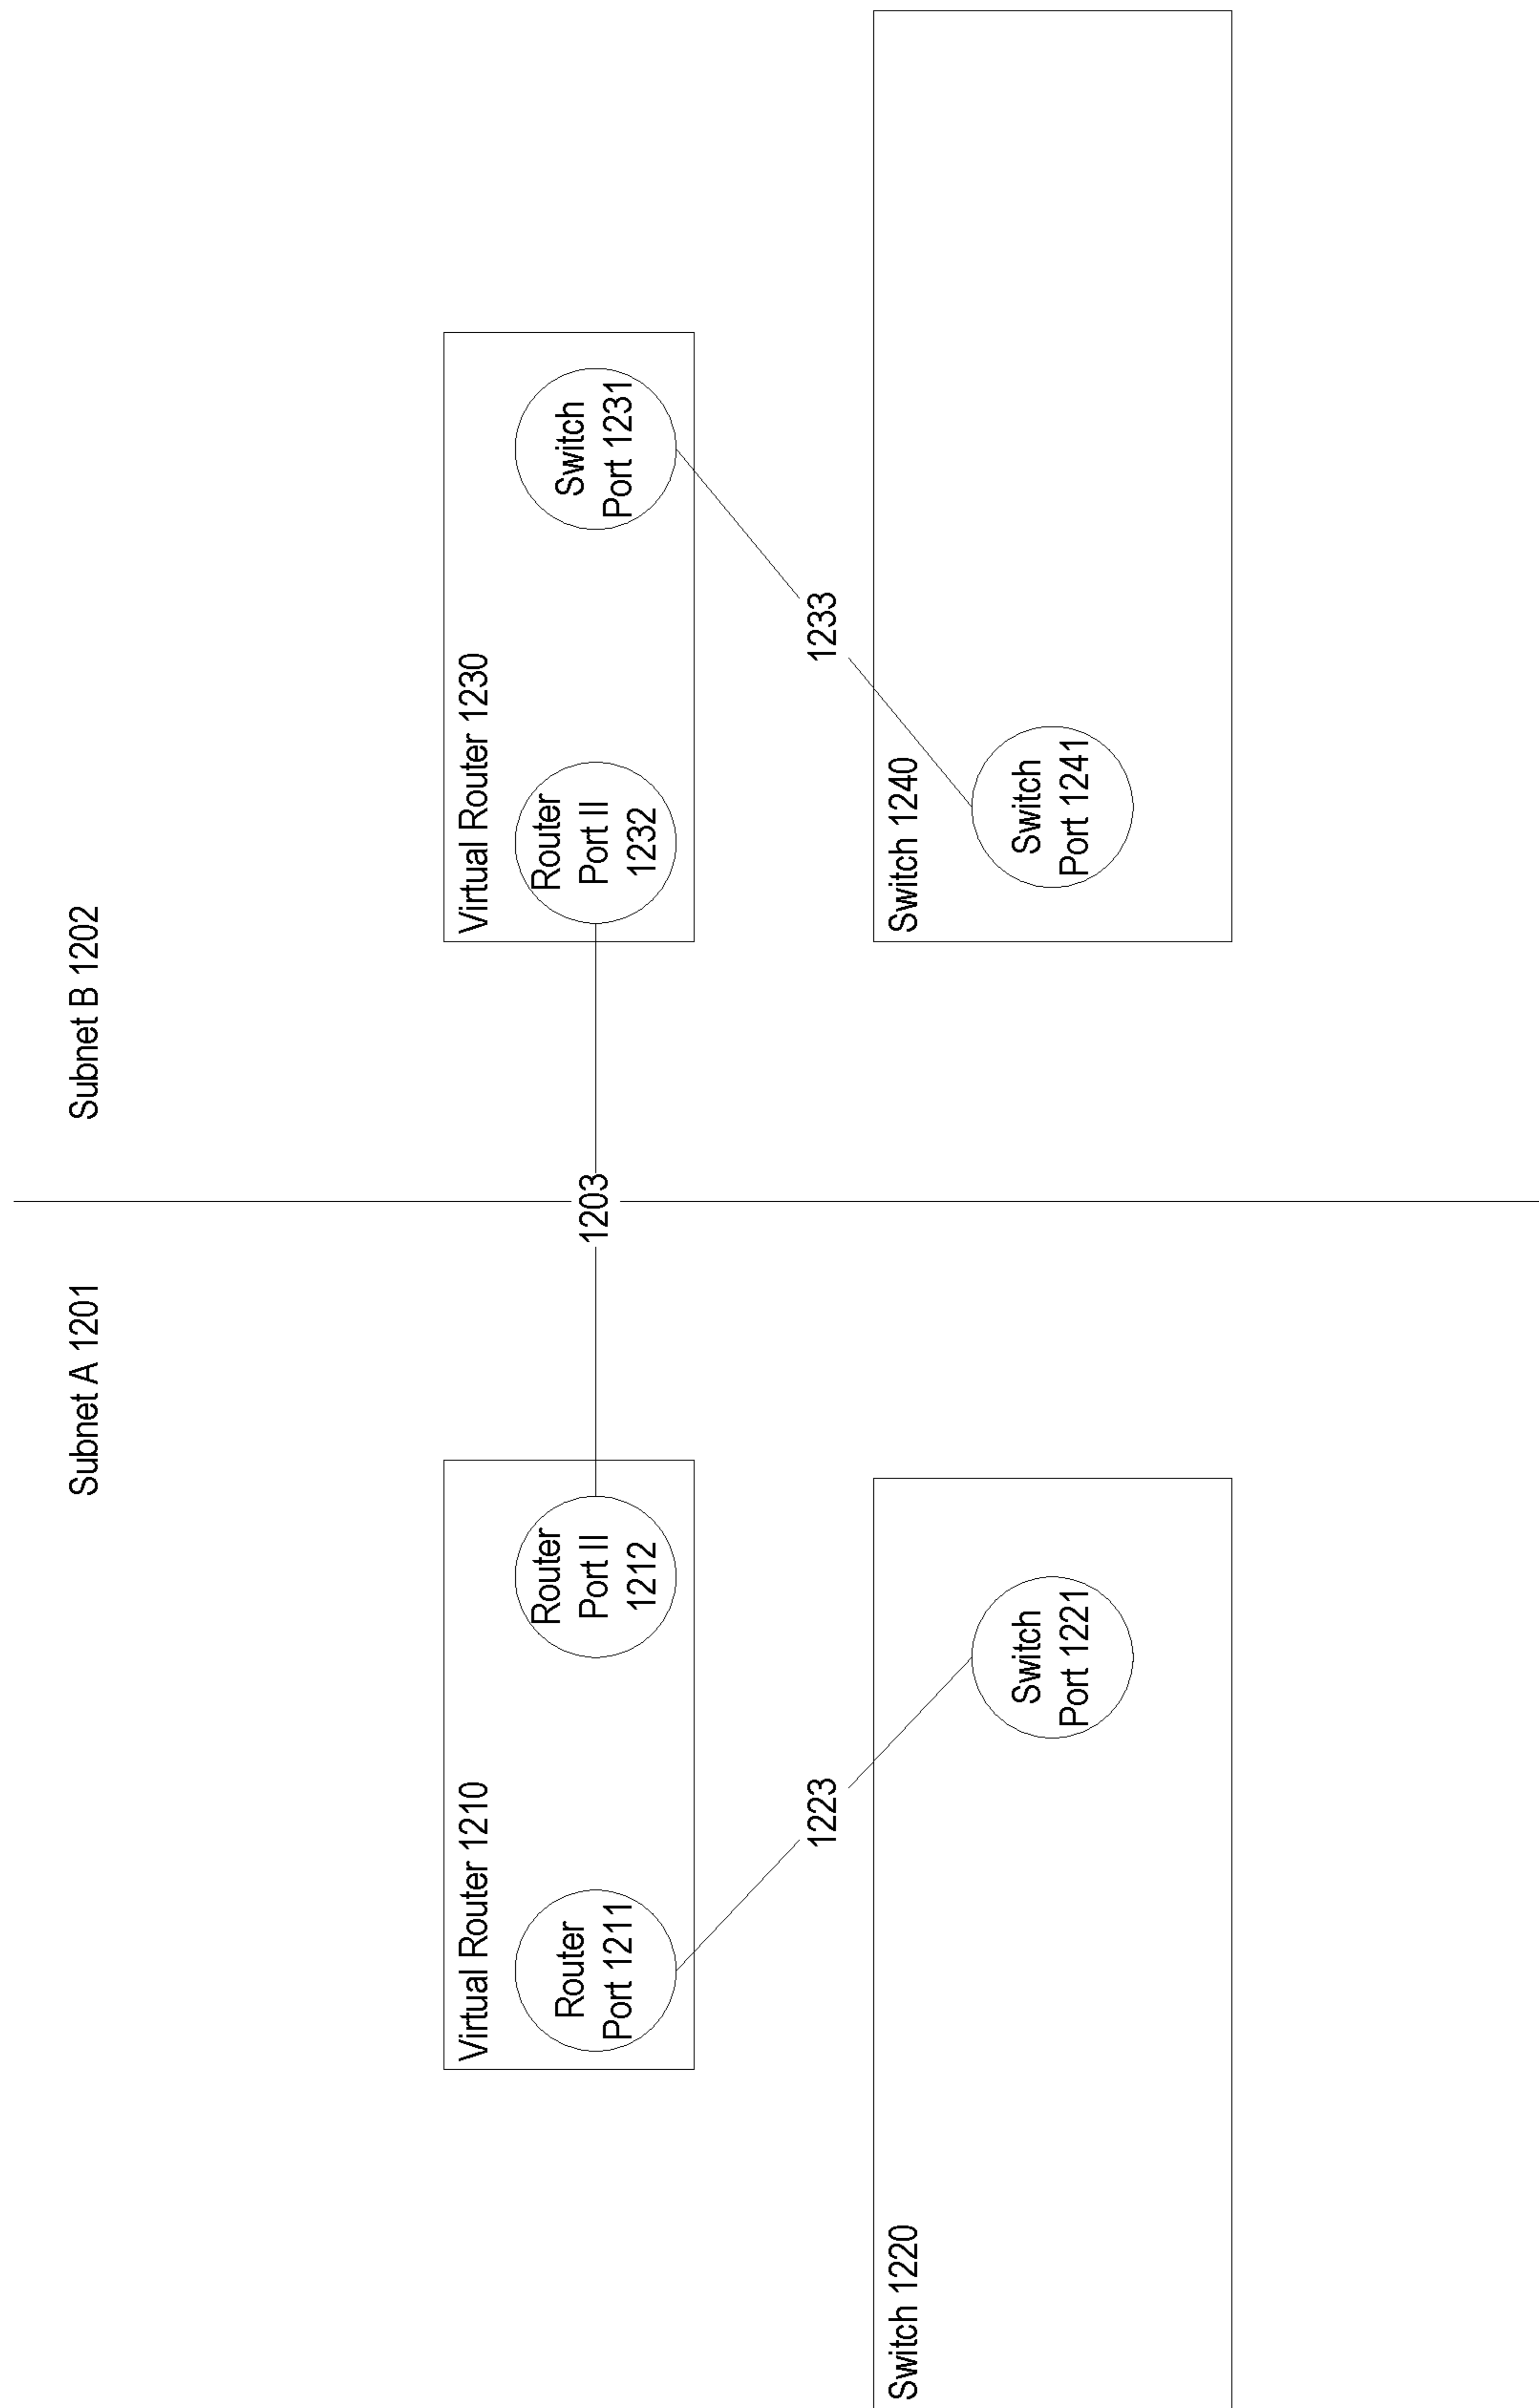 Subnet A 1201
Subnet B 1202
Virtual Router 1210
Router
Port 1211
Router
Port II
1212
1203
Virtual Router 1230
Router
Port II
1232
Switch
Port 1231
1223
1233
Switch 1220
Switch
Port 1221
Switch 1240
Switch
Port 1241